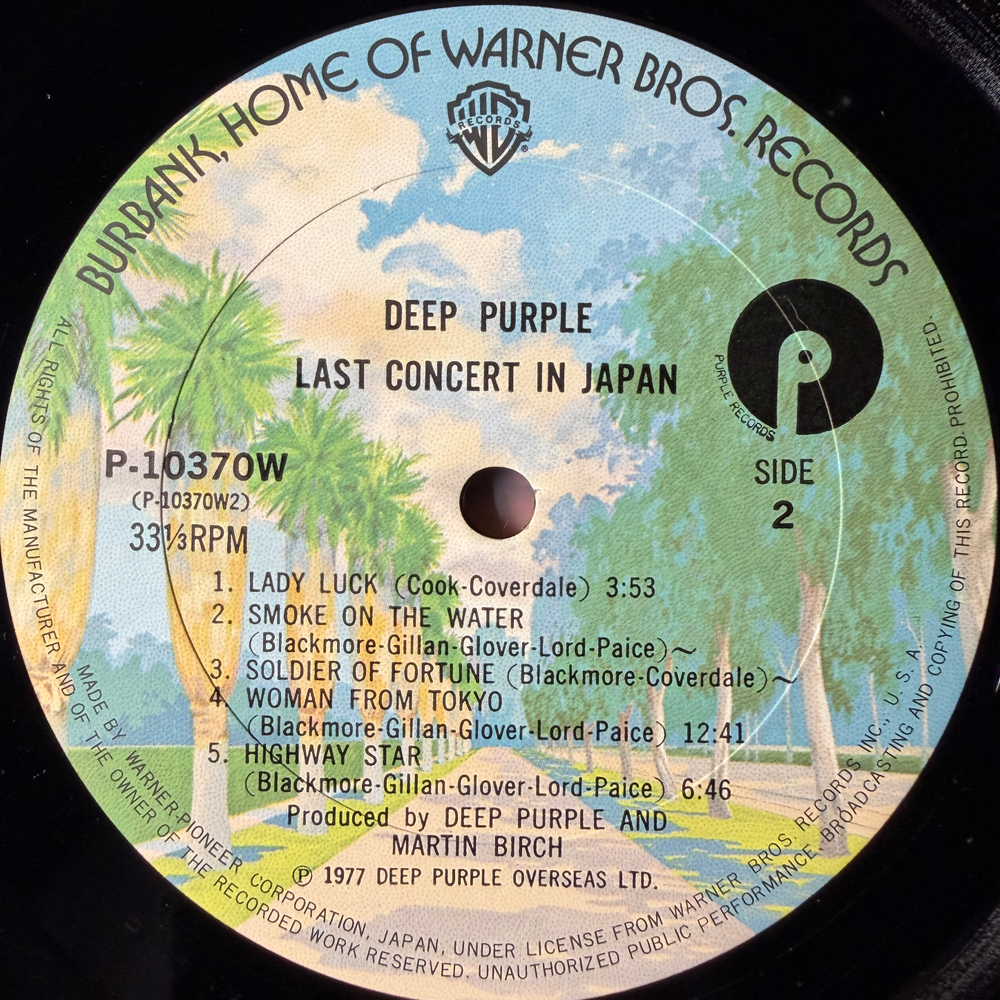 BURBANK, HOME OF WARNER BROS. RECORDS
W
RECORDS
®
DEEP PURPLE
LAST CONCERT IN JAPAN
PURPLE RECORDS
P-10370W
(P-10370W2)
33⅓RPM
SIDE
2
1. LADY LUCK (Cook-Coverdale) 3:53
2. SMOKE ON THE WATER
(Blackmore-Gillan-Glover-Lord-Paice)~
3. SOLDIER OF FORTUNE (Blackmore-Coverdale)~
4. WOMAN FROM TOKYO
(Blackmore-Gillan-Glover-Lord-Paice) 12:41
5. HIGHWAY STAR
(Blackmore-Gillan-Glover-Lord-Paice) 6:46
Produced by DEEP PURPLE AND
MARTIN BIRCH
Ⓟ 1977 DEEP PURPLE OVERSEAS LTD.
MADE BY WARNER-PIONEER CORPORATION, JAPAN, UNDER LICENSE FROM WARNER BROS. RECORDS INC., U. S. A.
ALL RIGHTS OF THE MANUFACTURER AND OF THE OWNER OF THE RECORDED WORK RESERVED. UNAUTHORIZED PUBLIC PERFORMANCE, BROADCASTING AND COPYING OF THIS RECORD PROHIBITED.